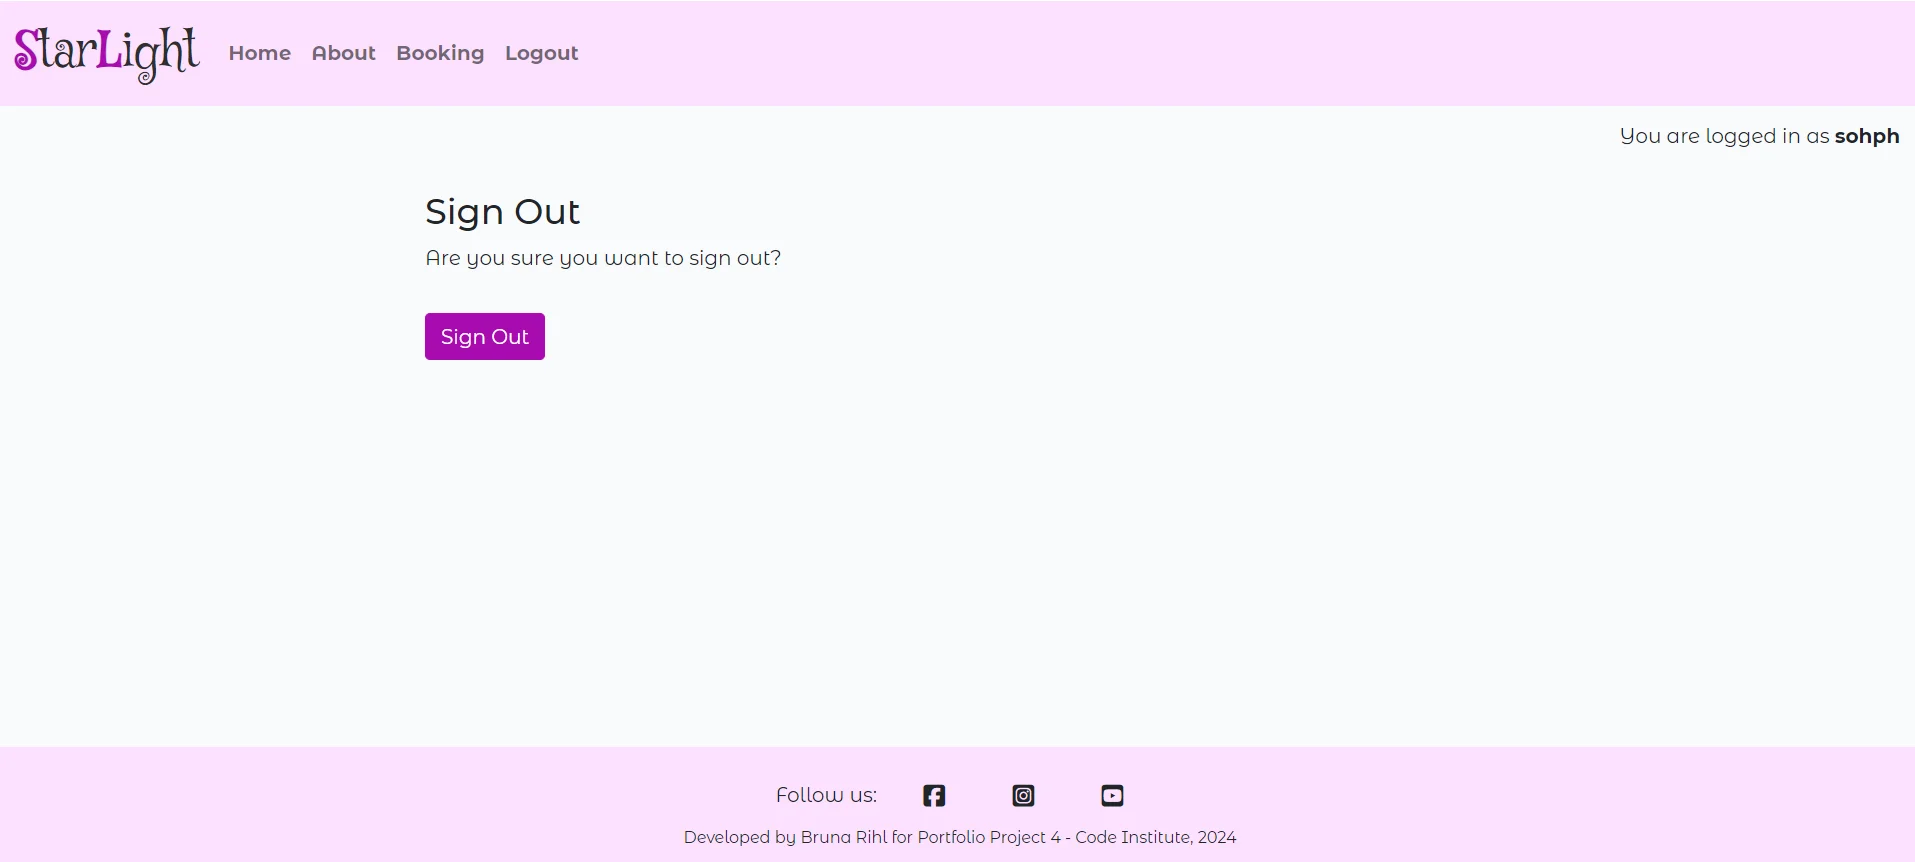 StarLight Home About Booking Logout
You are logged in as sohph
Sign Out
Are you sure you want to sign out?
Sign Out
Follow us:
Developed by Bruna Rihl for Portfolio Project 4 - Code Institute, 2024